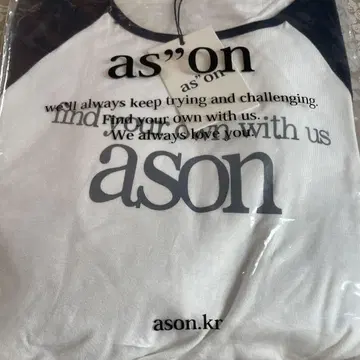 as”on
as”on
we'll always keep trying and challenging.
Find your own with us.
find your own with us
We always love you.
ason
ason.kr